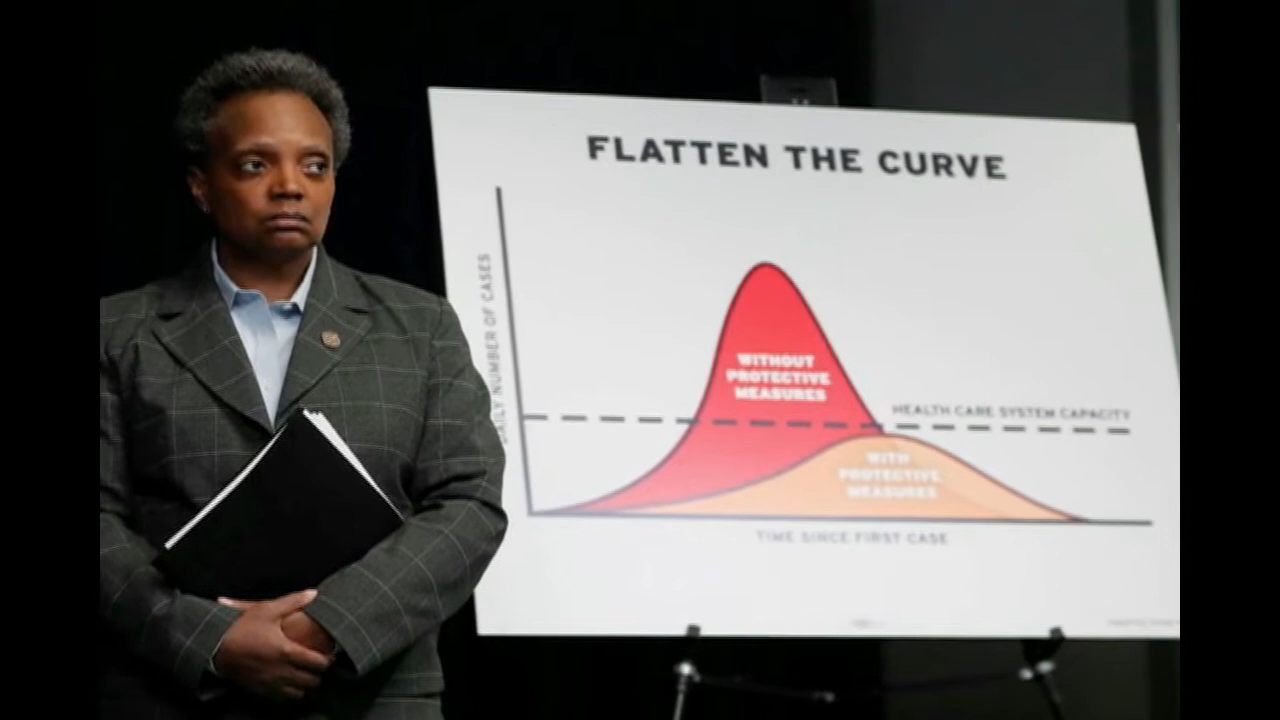 FLATTEN THE CURVE
DAILY NUMBER OF CASES
WITHOUT
PROTECTIVE
MEASURES
HEALTH CARE SYSTEM CAPACITY
WITH
PROTECTIVE
MEASURES
TIME SINCE FIRST CASE